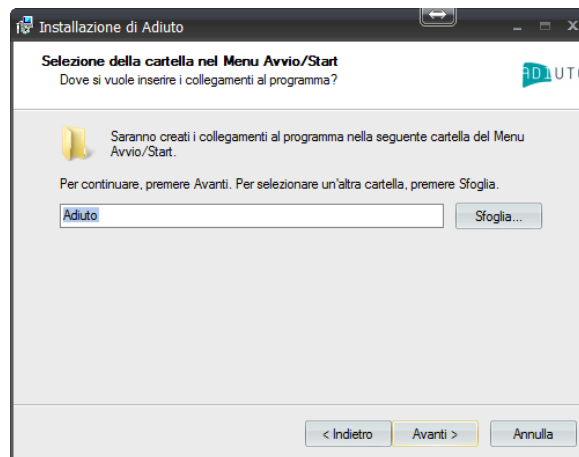 Installazione di Adiuto
Selezione della cartella nel Menu Avvio/Start
Dove si vuole inserire i collegamenti al programma?
ADIUTO
Saranno creati i collegamenti al programma nella seguente cartella del Menu
Avvio/Start.
Per continuare, premere Avanti. Per selezionare un'altra cartella, premere Sfoglia.
Adiuto
Sfoglia...
< Indietro
Avanti >
Annulla